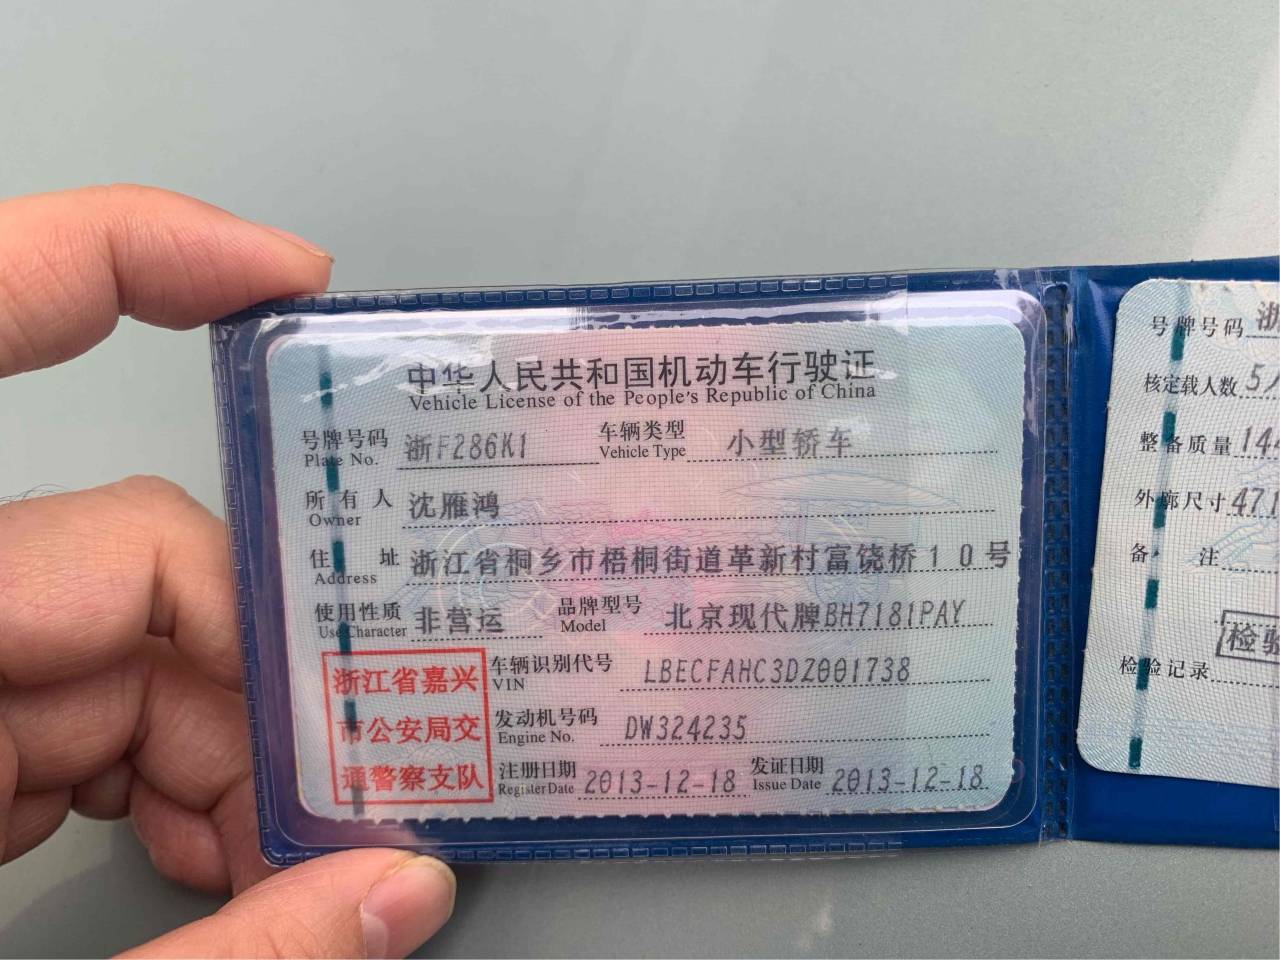 中华人民共和国机动车行驶证
Vehicle License of the People's Republic of China
号牌号码 浙F286K1 车辆类型 小型轿车
Plate No. Vehicle Type
所有人 沈雁鸿
Owner
住址 浙江省桐乡市梧桐街道革新村富饶桥10号
Address
使用性质 非营运 品牌型号 北京现代牌BH7181PAY
Use Character Model
浙江省嘉兴
市公安局交
通警察支队
车辆识别代号 LBECFAHC3DZ001738
VIN
发动机号码 DW324235
Engine No.
注册日期 2013-12-18 发证日期 2013-12-18
Register Date Issue Date
号牌号码 浙
核定载人数 5人
整备质量 144
外廓尺寸 471
备注
检验
检验记录